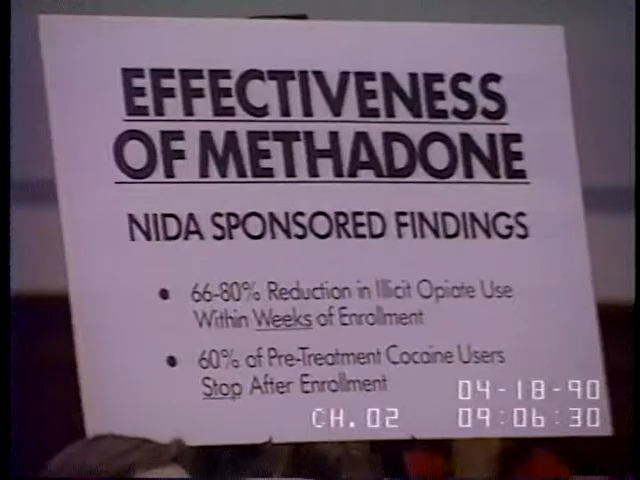 EFFECTIVENESS
OF METHADONE
NIDA SPONSORED FINDINGS
• 66-80% Reduction in Illicit Opiate Use
Within Weeks of Enrollment
• 60% of Pre-Treatment Cocaine Users
Stop After Enrollment
04-18-90
CH. 02 09:06:30